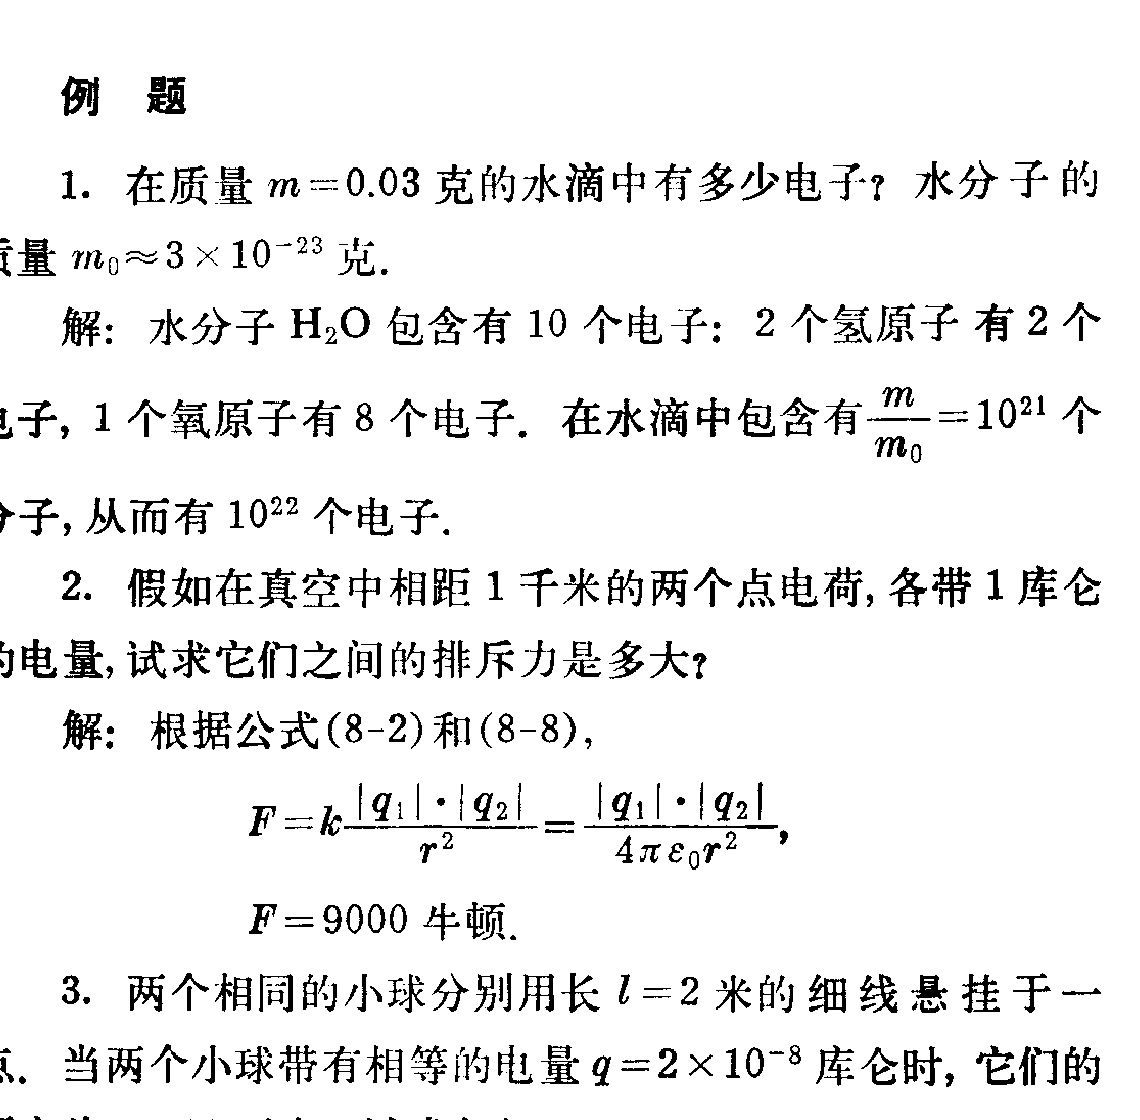 例 题
1. 在质量 m=0.03 克的水滴中有多少电子? 水分子的
量 m₀≈3×10⁻²³ 克.
解: 水分子 H₂O 包含有 10 个电子: 2 个氢原子有 2 个
子, 1 个氧原子有 8 个电子. 在水滴中包含有 m/m₀ =10²¹ 个
子, 从而有 10²² 个电子.
2. 假如在真空中相距 1 千米的两个点电荷, 各带 1 库仑
电量, 试求它们之间的排斥力是多大?
解: 根据公式(8-2)和(8-8),
F=k |q₁|·|q₂| / r² = |q₁|·|q₂| / 4πε₀r²,
F=9000 牛顿.
3. 两个相同的小球分别用长 l=2 米的细线悬挂于一
. 当两个小球带有相等的电量 q=2×10⁻⁸ 库仑时, 它们的